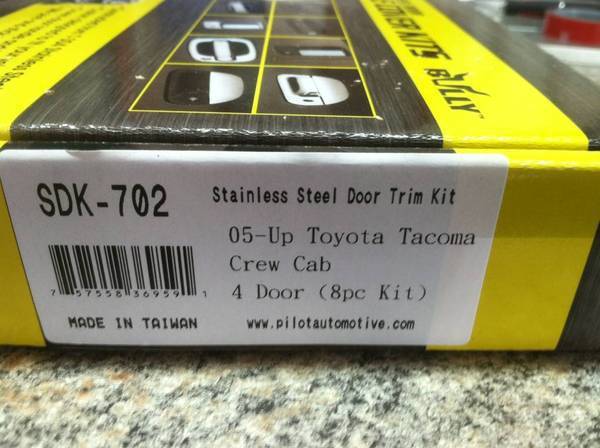 BULLY
SDK-702
Stainless Steel Door Trim Kit
05-Up Toyota Tacoma
Crew Cab
4 Door (8pc Kit)
7 57558 36959 1
MADE IN TAIWAN
www.pilotautomotive.com